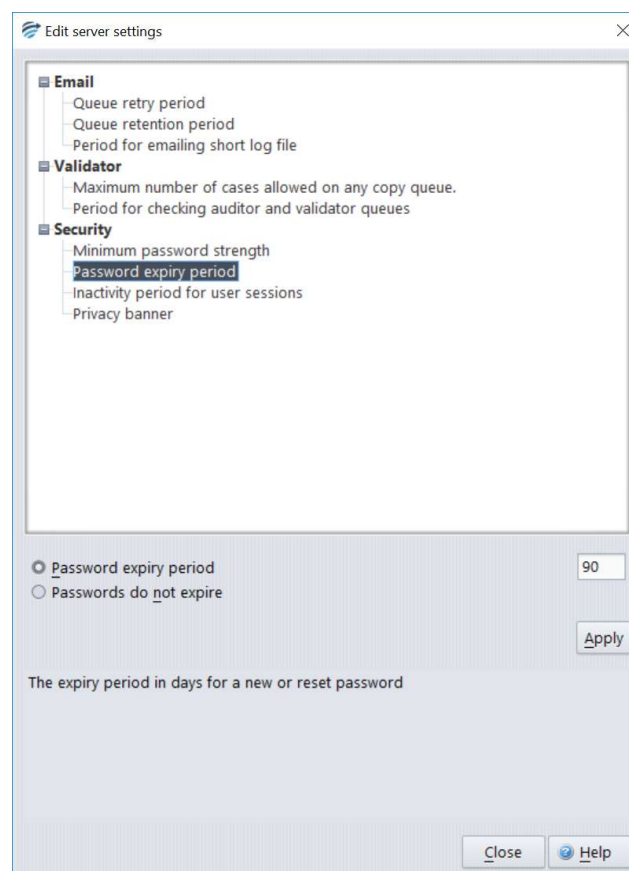 Edit server settings
Email
Queue retry period
Queue retention period
Period for emailing short log file
Validator
Maximum number of cases allowed on any copy queue.
Period for checking auditor and validator queues
Security
Minimum password strength
Password expiry period
Inactivity period for user sessions
Privacy banner
Password expiry period 90
Passwords do not expire
Apply
The expiry period in days for a new or reset password
Close Help